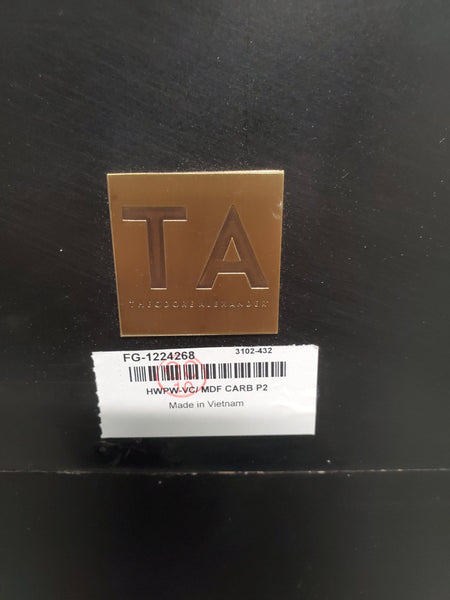 TA
THEODORE ALEXANDER
FG-1224268 3102-432
HWPW-VC/ MDF CARB P2
Made in Vietnam